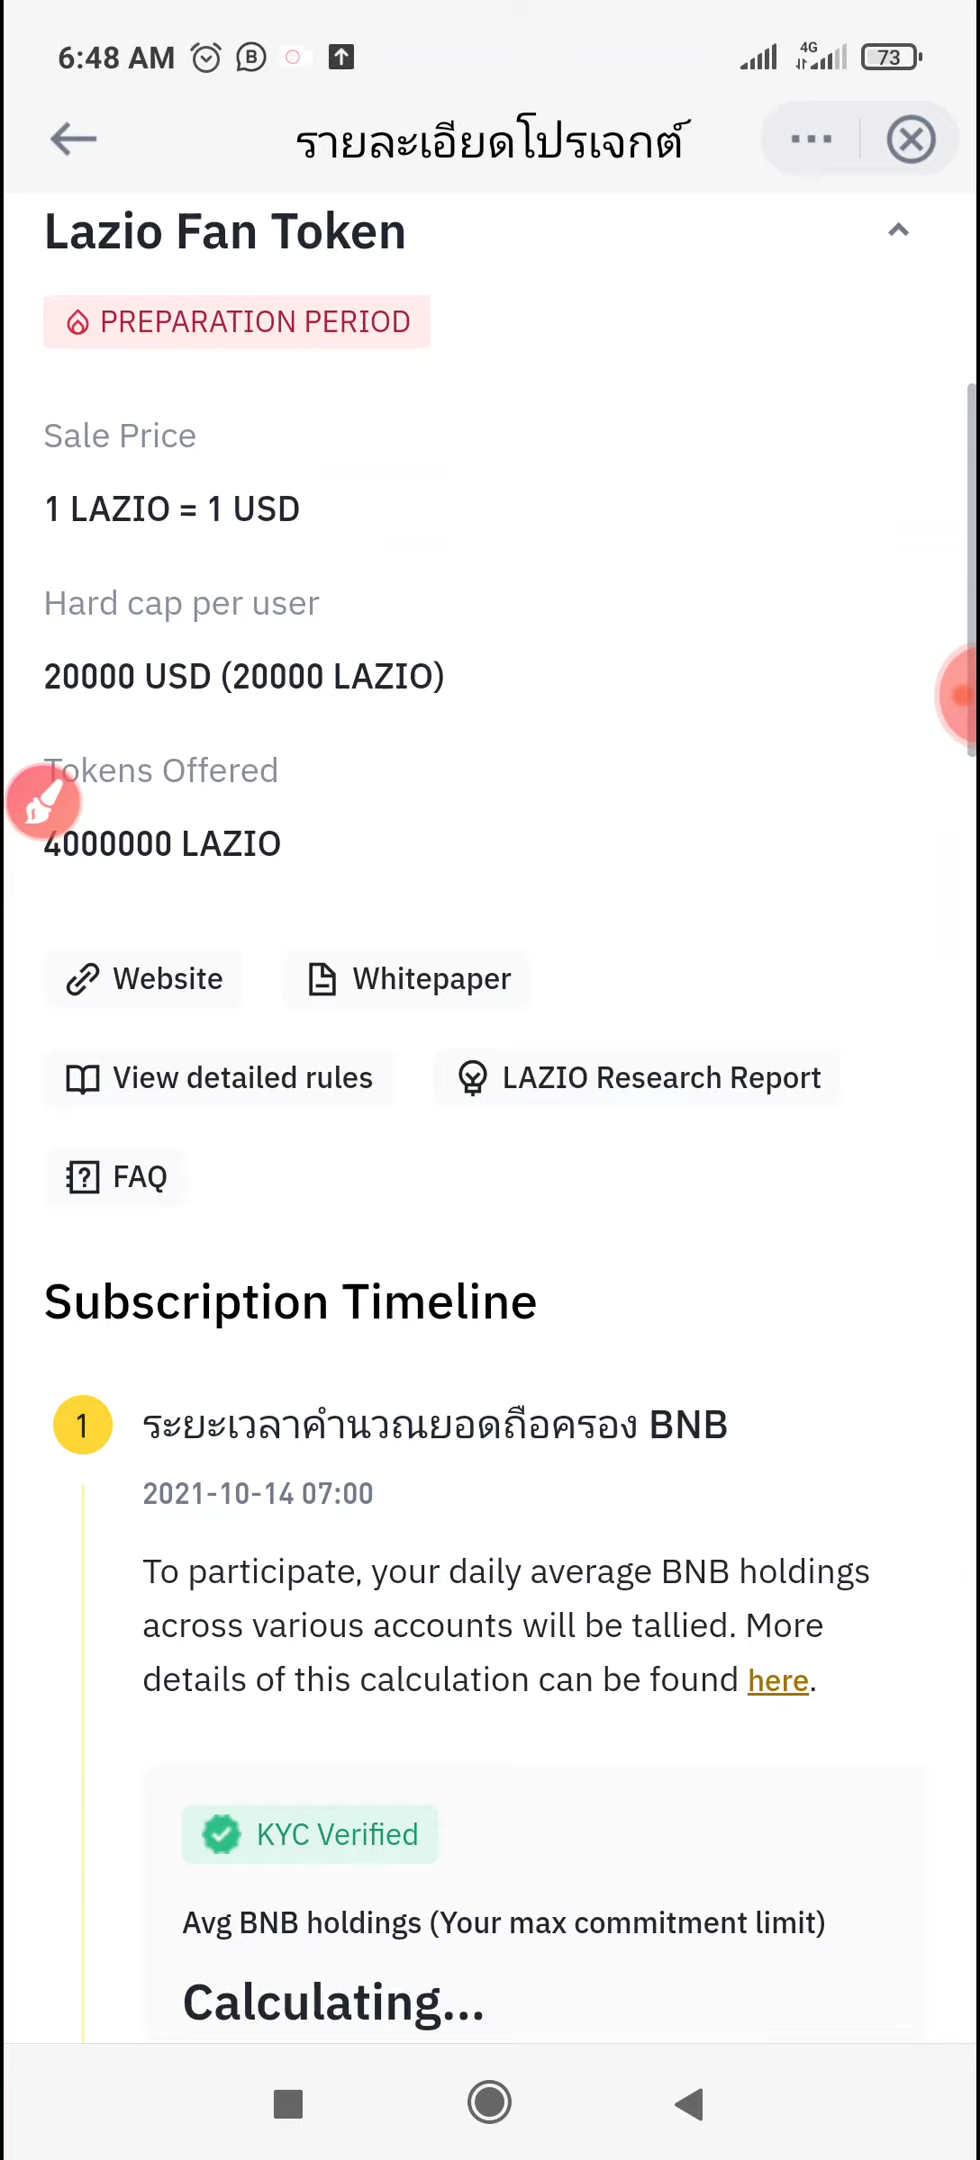 6:48 AM B 4G 73
รายละเอียดโปรเจกต์
Lazio Fan Token
PREPARATION PERIOD
Sale Price
1 LAZIO = 1 USD
Hard cap per user
20000 USD (20000 LAZIO)
Tokens Offered
4000000 LAZIO
Website Whitepaper
View detailed rules LAZIO Research Report
FAQ
Subscription Timeline
1 ระยะเวลาคำนวณยอดถือครอง BNB
2021-10-14 07:00
To participate, your daily average BNB holdings
across various accounts will be tallied. More
details of this calculation can be found here.
KYC Verified
Avg BNB holdings (Your max commitment limit)
Calculating...